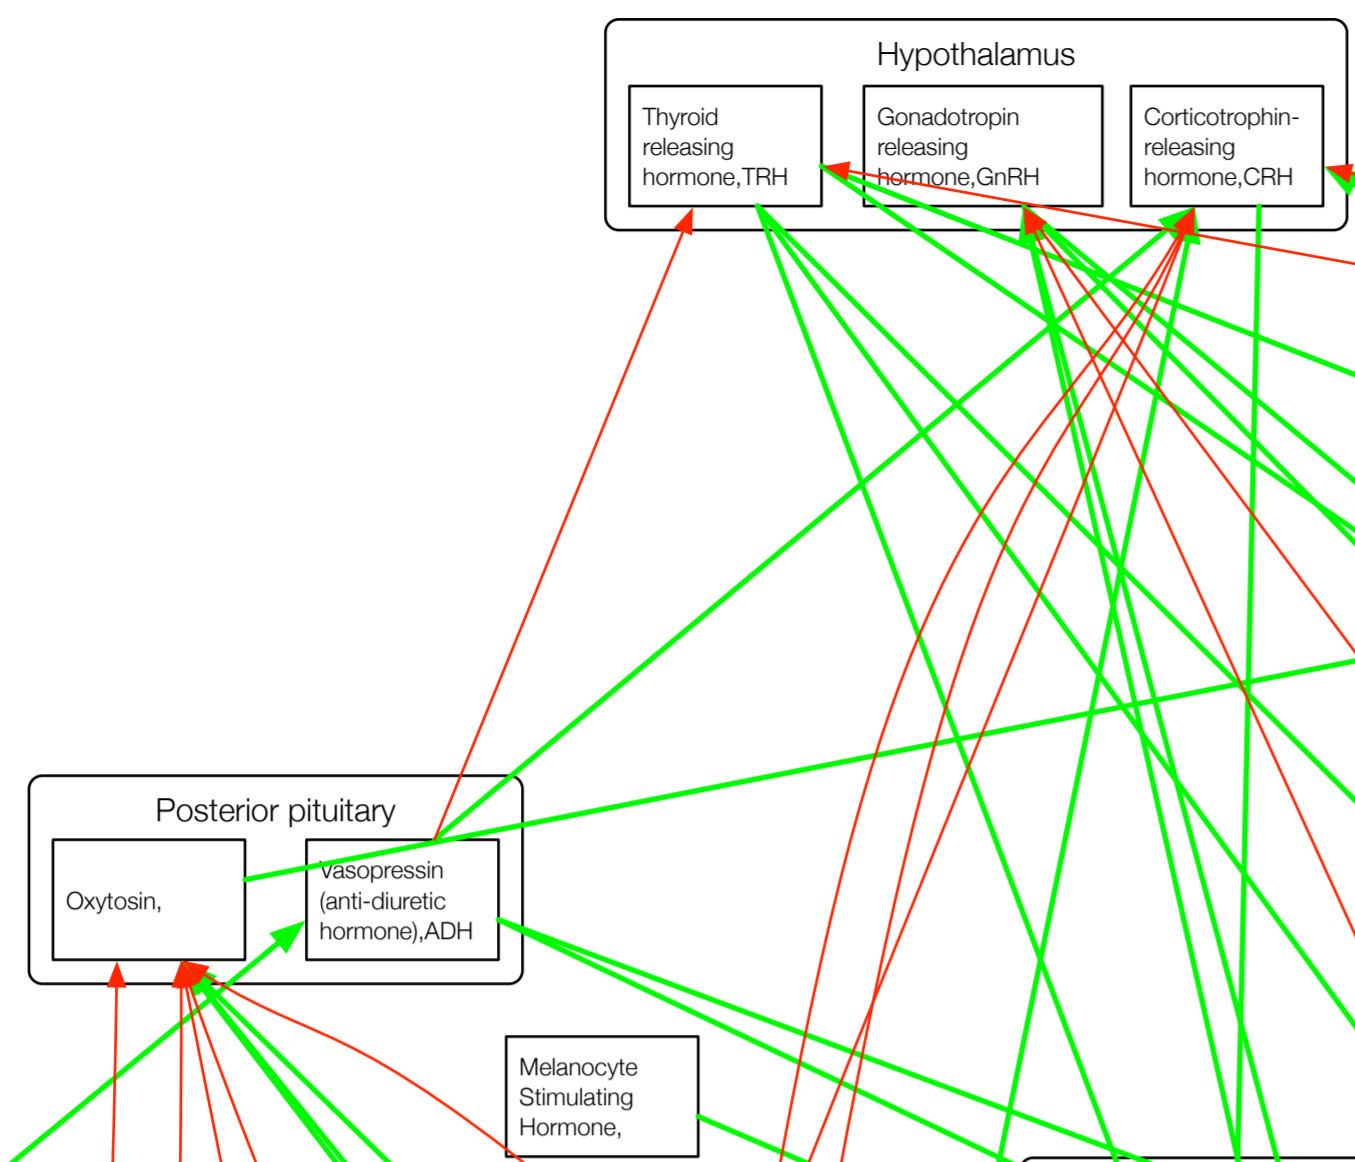 Hypothalamus
Thyroid
releasing
hormone,TRH
Gonadotropin
releasing
hormone,GnRH
Corticotrophin-
releasing
hormone,CRH
Posterior pituitary
Oxytosin,
Vasopressin
(anti-diuretic
hormone),ADH
Melanocyte
Stimulating
Hormone,